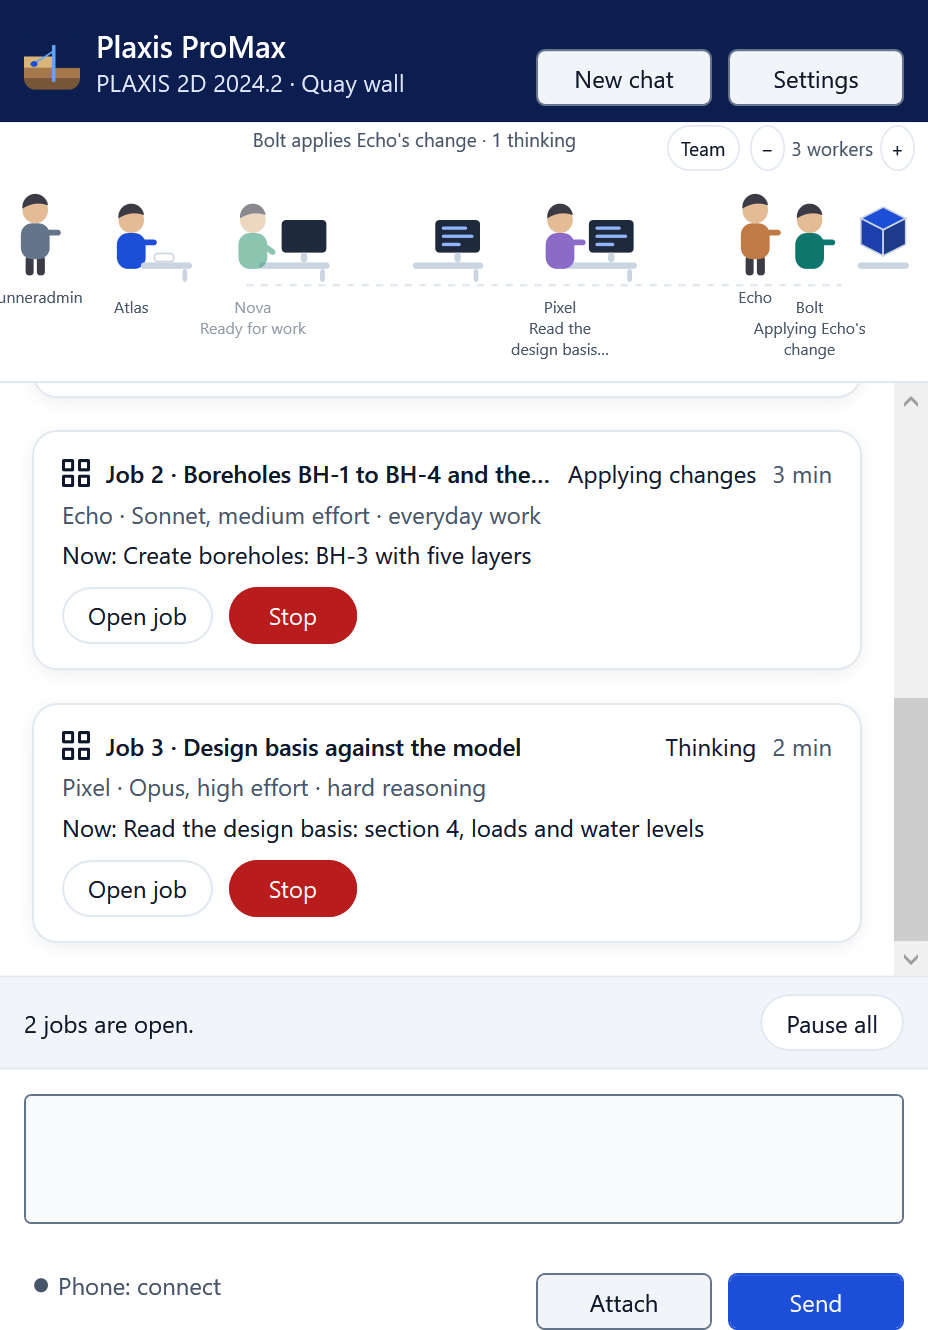 Plaxis ProMax
PLAXIS 2D 2024.2 · Quay wall
New chat
Settings
Bolt applies Echo's change · 1 thinking
Team
−
3 workers
+
unneradmin
Atlas
Nova
Ready for work
Pixel
Read the
design basis...
Echo
Bolt
Applying Echo's
change
Job 2 · Boreholes BH-1 to BH-4 and the...
Applying changes
3 min
Echo · Sonnet, medium effort · everyday work
Now: Create boreholes: BH-3 with five layers
Open job
Stop
Job 3 · Design basis against the model
Thinking
2 min
Pixel · Opus, high effort · hard reasoning
Now: Read the design basis: section 4, loads and water levels
Open job
Stop
2 jobs are open.
Pause all
Phone: connect
Attach
Send